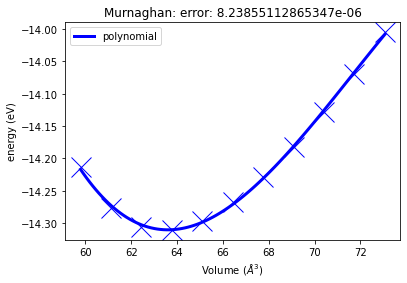 Murnaghan: error: 8.23855112865347e-06
polynomial
energy (eV)
−14.00
−14.05
−14.10
−14.15
−14.20
−14.25
−14.30
60 62 64 66 68 70 72
Volume (Å³)